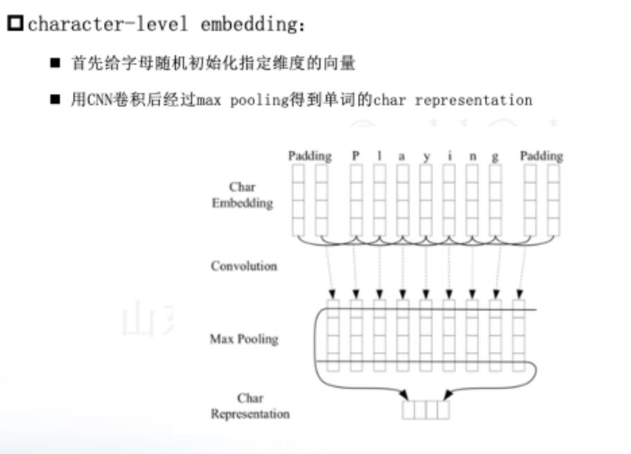 character-level embedding:
首先给字母随机初始化指定维度的向量
用CNN卷积后经过max pooling得到单词的char representation
Padding P l a y i n g Padding
Char
Embedding
Convolution
Max Pooling
Char
Representation